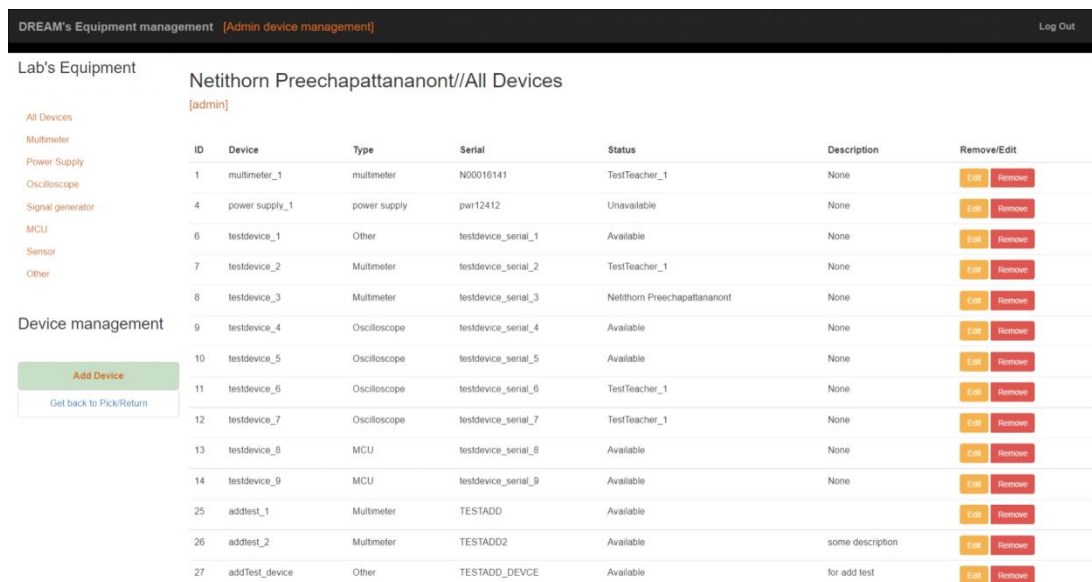 DREAM's Equipment management [Admin device management] Log Out
Lab's Equipment
All Devices
Multimeter
Power Supply
Oscilloscope
Signal generator
MCU
Sensor
Other
Device management
Add Device
Get back to Pick/Return
Netithorn Preechapattananont//All Devices
[admin]
ID Device Type Serial Status Description Remove/Edit
1 multimeter_1 multimeter N00016141 TestTeacher_1 None Edit Remove
4 power supply_1 power supply pwr12412 Unavailable None Edit Remove
6 testdevice_1 Other testdevice_serial_1 Available None Edit Remove
7 testdevice_2 Multimeter testdevice_serial_2 TestTeacher_1 None Edit Remove
8 testdevice_3 Multimeter testdevice_serial_3 Netithorn Preechapattananont None Edit Remove
9 testdevice_4 Oscilloscope testdevice_serial_4 Available None Edit Remove
10 testdevice_5 Oscilloscope testdevice_serial_5 Available None Edit Remove
11 testdevice_6 Oscilloscope testdevice_serial_6 TestTeacher_1 None Edit Remove
12 testdevice_7 Oscilloscope testdevice_serial_7 TestTeacher_1 None Edit Remove
13 testdevice_8 MCU testdevice_serial_8 Available None Edit Remove
14 testdevice_9 MCU testdevice_serial_9 Available None Edit Remove
25 addtest_1 Multimeter TESTADD Available Edit Remove
26 addtest_2 Multimeter TESTADD2 Available some description Edit Remove
27 addTest_device Other TESTADD_DEVCE Available for add test Edit Remove